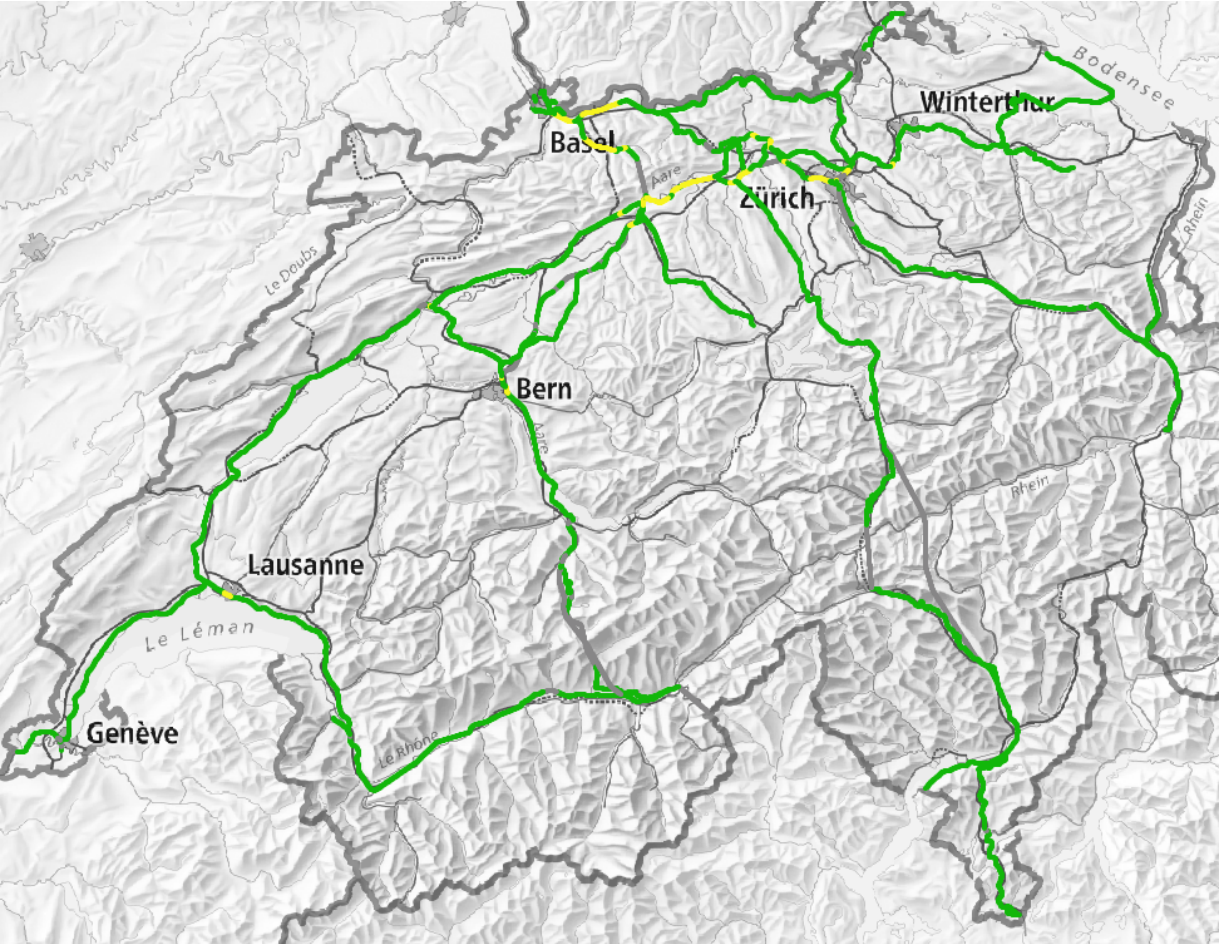 Bodensee
Winterthur
Basel
Aare
Zürich
Rhein
Le Doubs
Bern
Aare
Rhein
Lausanne
Le Léman
Genève
Le Rhône